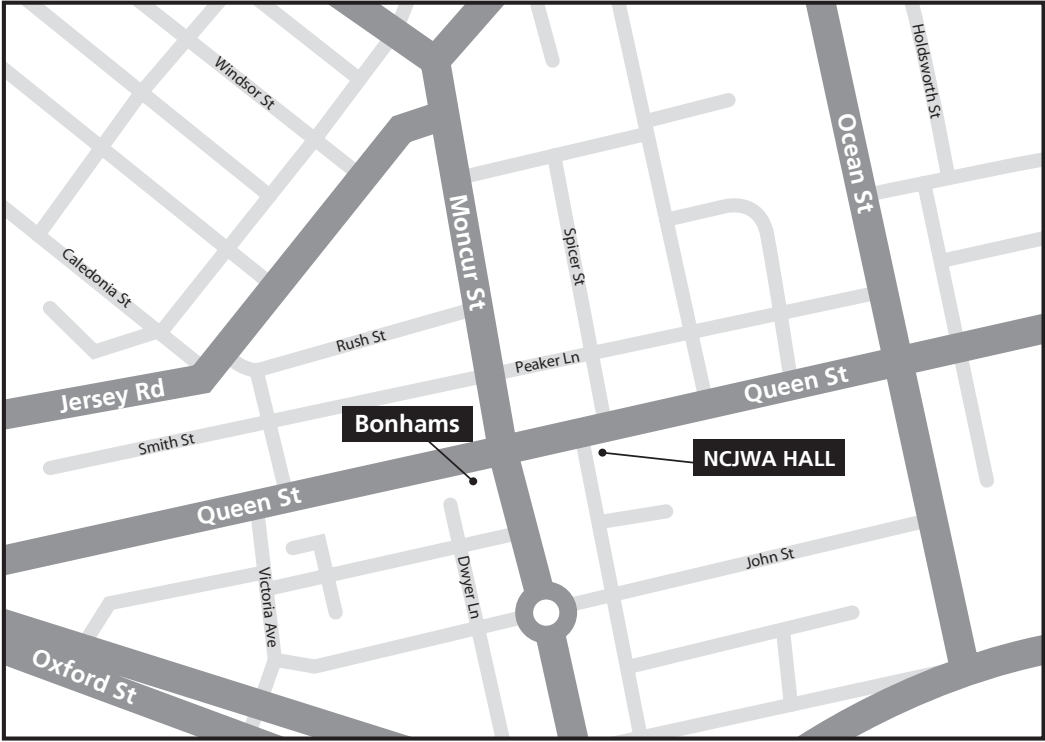 Windsor St
Holdsworth St
Ocean St
Moncur St
Spicer St
Caledonia St
Rush St
Peaker Ln
Jersey Rd
Queen St
Bonhams
Smith St
NCJWA HALL
Queen St
John St
Dwyer Ln
Victoria Ave
Oxford St